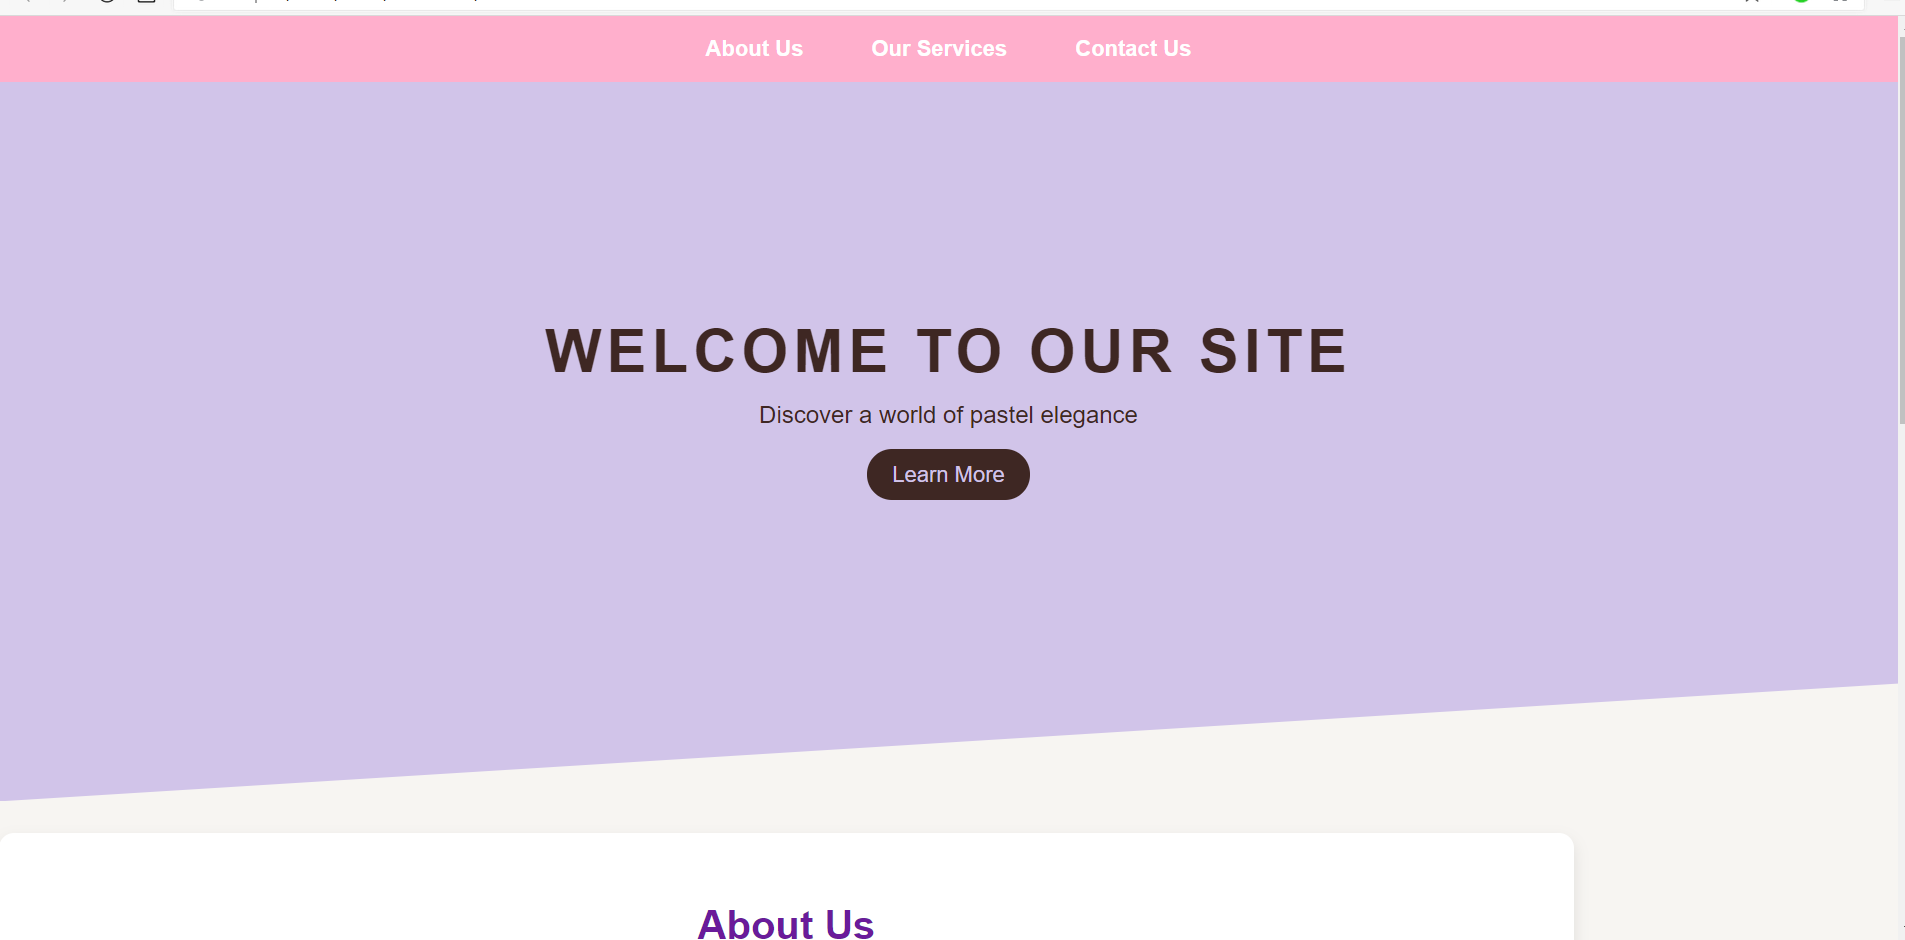 About Us Our Services Contact Us
WELCOME TO OUR SITE
Discover a world of pastel elegance
Learn More
About Us